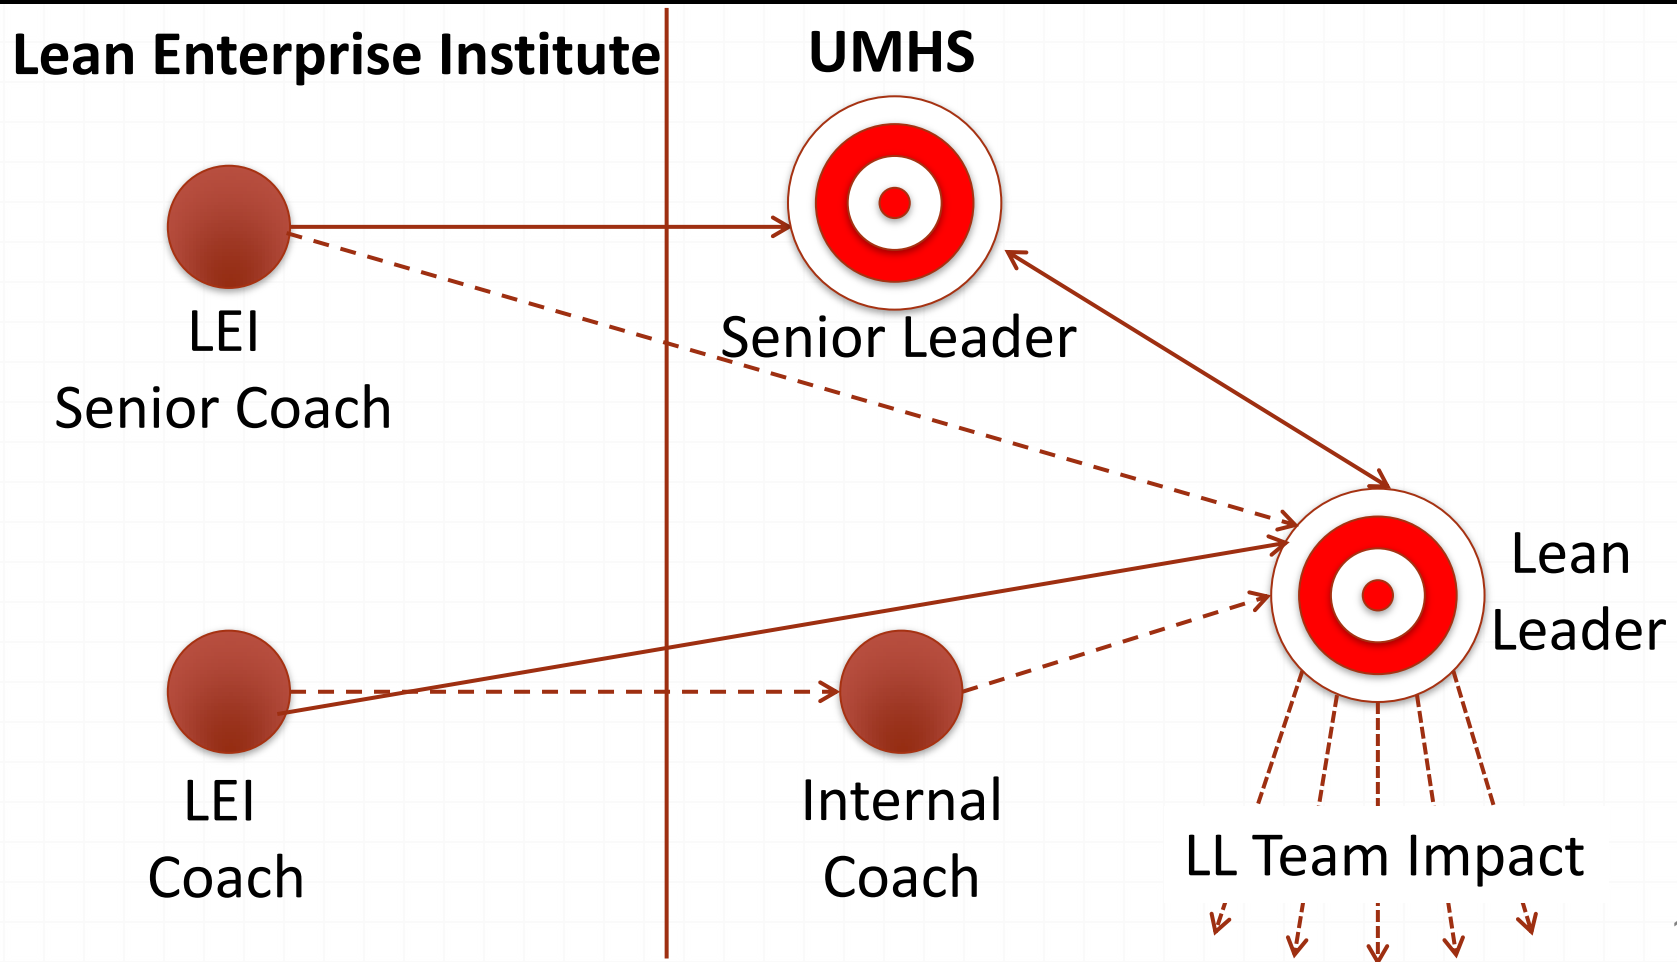 Lean Enterprise Institute
UMHS
LEI
Senior Coach
Senior Leader
Lean
Leader
LEI
Coach
Internal
Coach
LL Team Impact